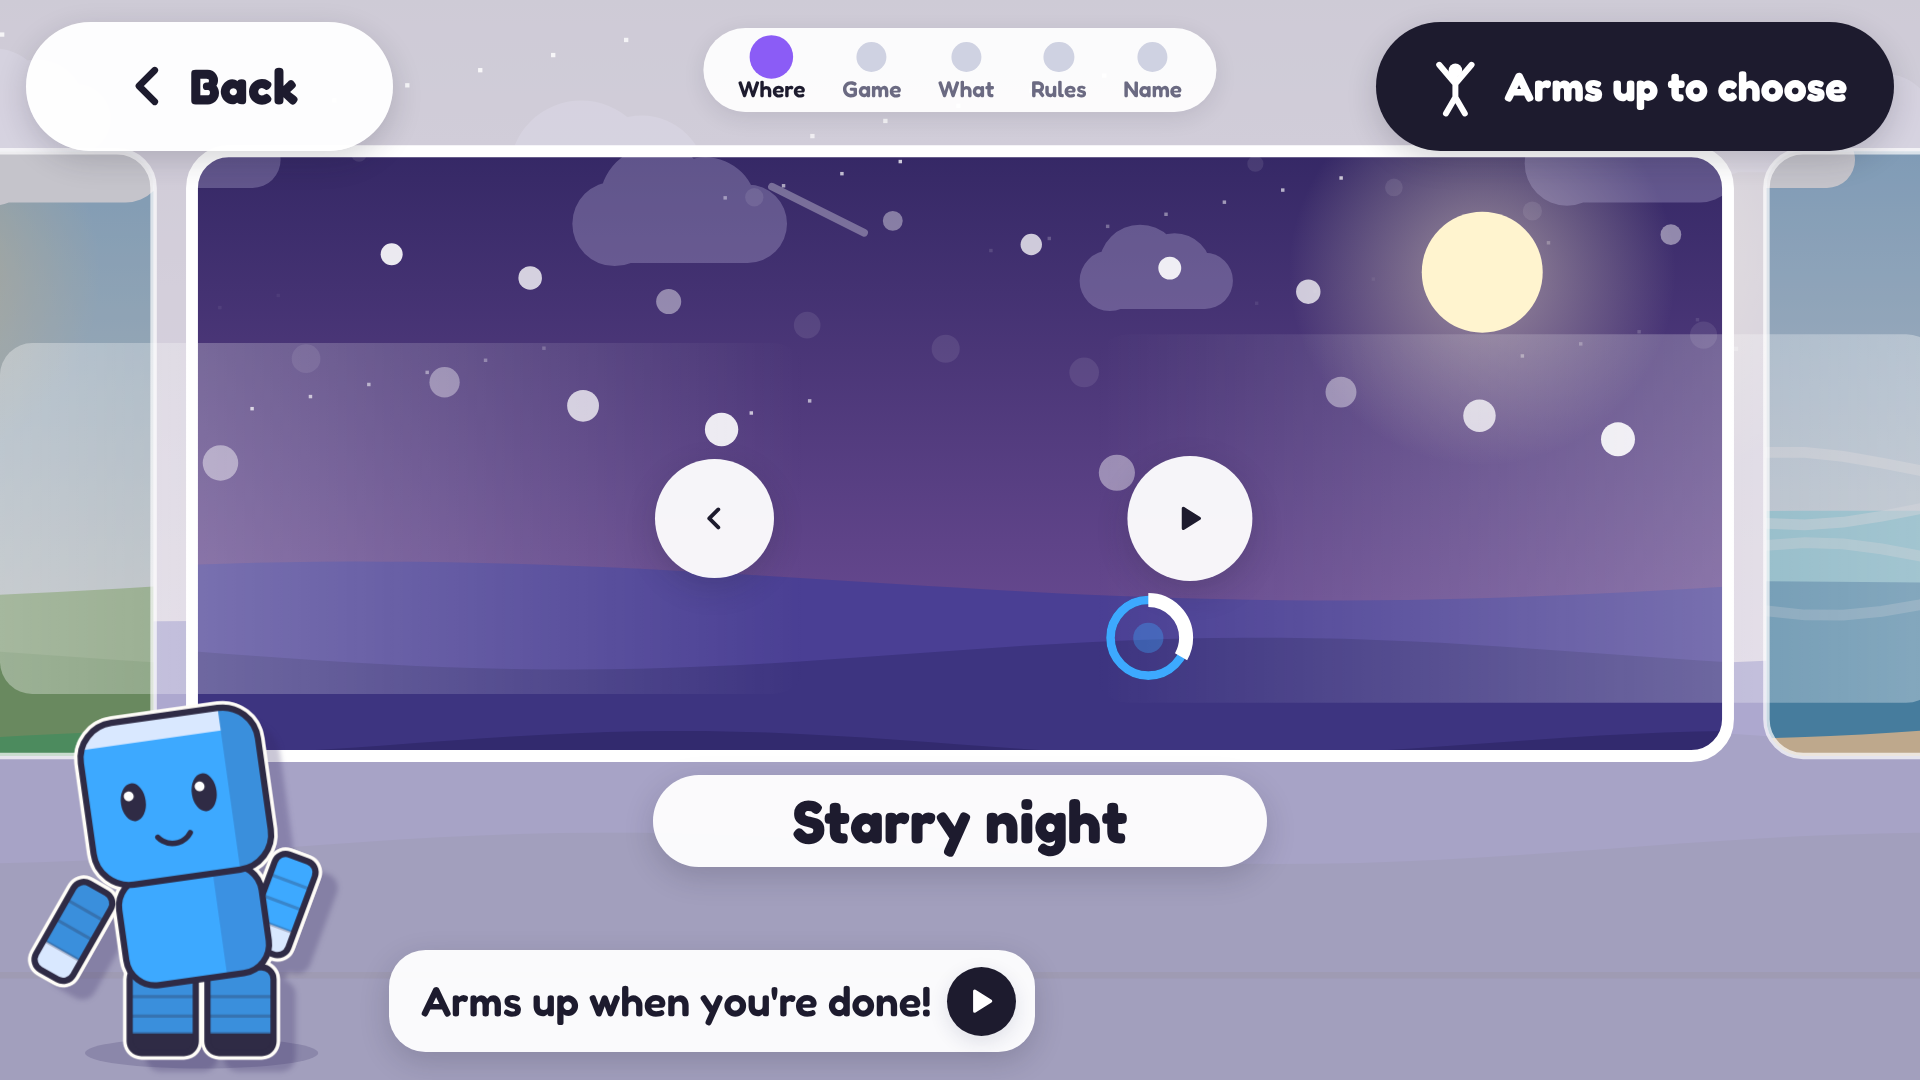 Back
Where
Game
What
Rules
Name
Arms up to choose
Starry night
Arms up when you're done!